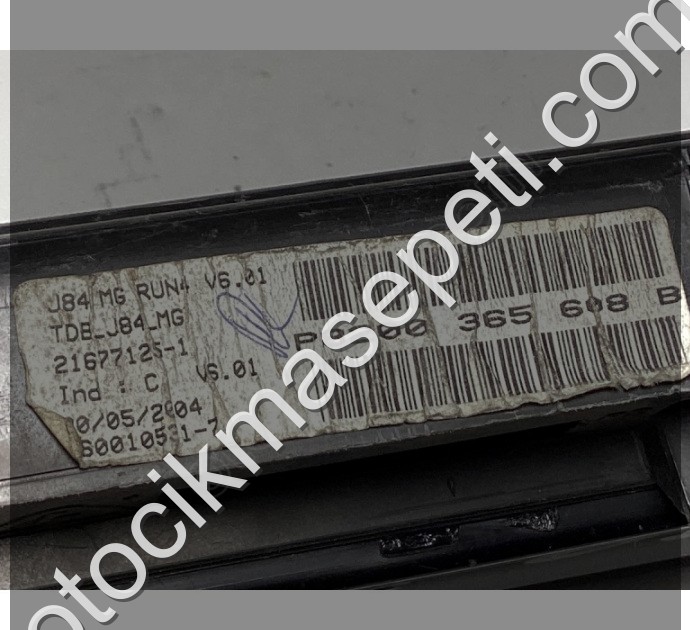 J84 MG RUN4 V6.01
TDB_J84_MG
21677125-1
Ind : C V6.01
0/05/2004
S0010531-7
365 608 B
otocikmasepeti.com